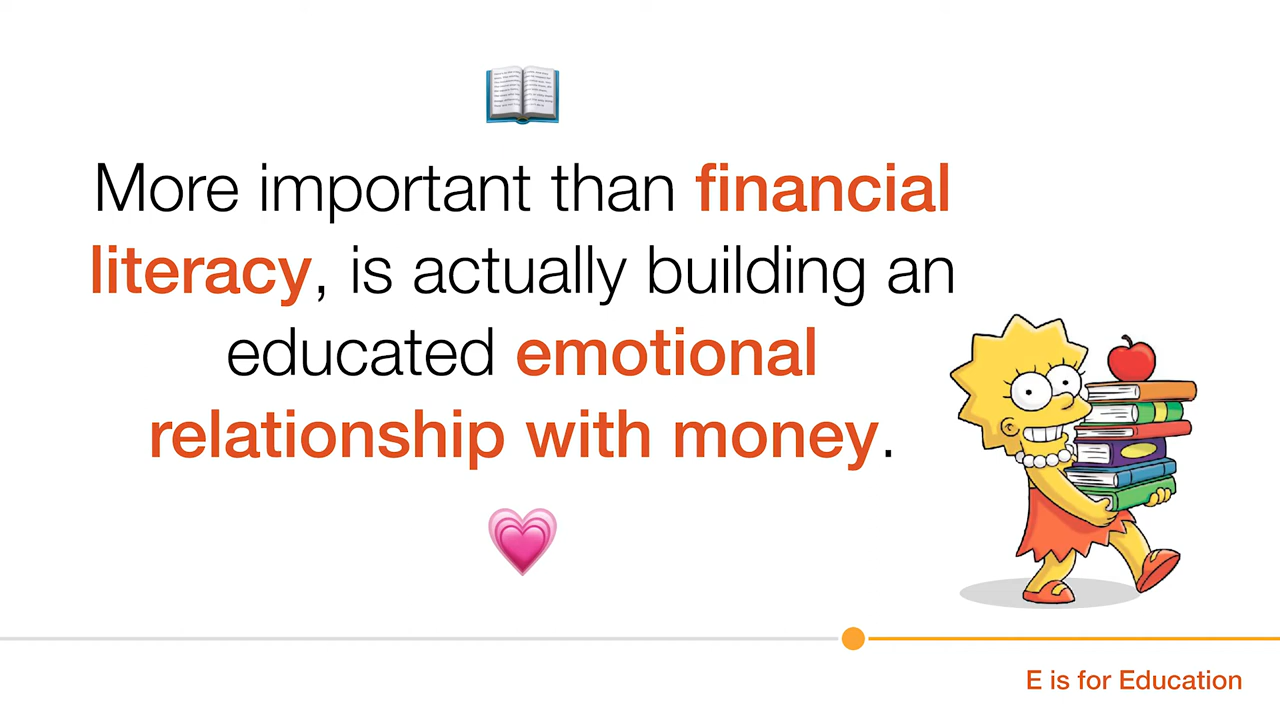 More important than financial
literacy, is actually building an
educated emotional
relationship with money.
E is for Education